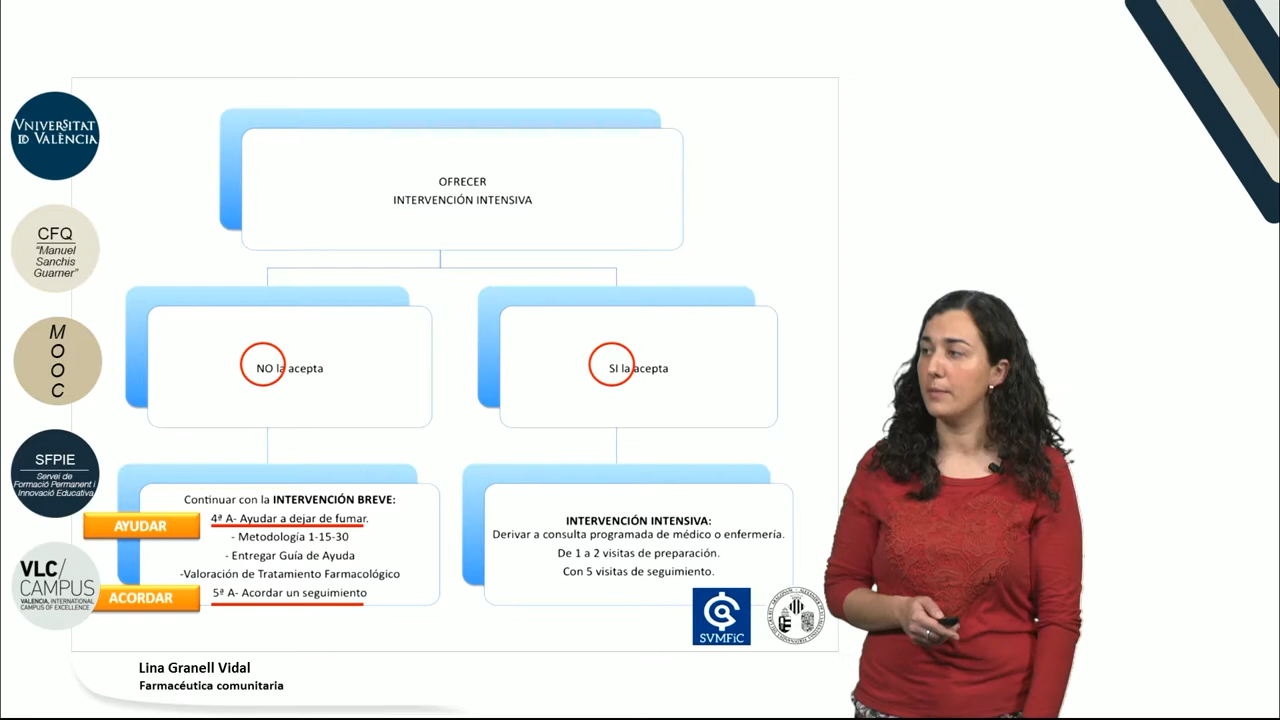 VNIVERSITAT
ID VALÈNCIA
CFQ
"Manuel
Sanchis
Guarner"
M
O
O
C
SFPIE
Servei de
Formació Permanent i
Innovació Educativa
VLC/
CAMPUS
VALENCIA, INTERNATIONAL
CAMPUS OF EXCELLENCE
OFRECER
INTERVENCIÓN INTENSIVA
NO la acepta
SI la acepta
Continuar con la INTERVENCIÓN BREVE:
AYUDAR
4ª A- Ayudar a dejar de fumar.
- Metodología 1-15-30
- Entregar Guía de Ayuda
-Valoración de Tratamiento Farmacológico
ACORDAR
5ª A- Acordar un seguimiento
INTERVENCIÓN INTENSIVA:
Derivar a consulta programada de médico o enfermería.
De 1 a 2 visitas de preparación.
Con 5 visitas de seguimiento.
SVMFiC
Lina Granell Vidal
Farmacéutica comunitaria